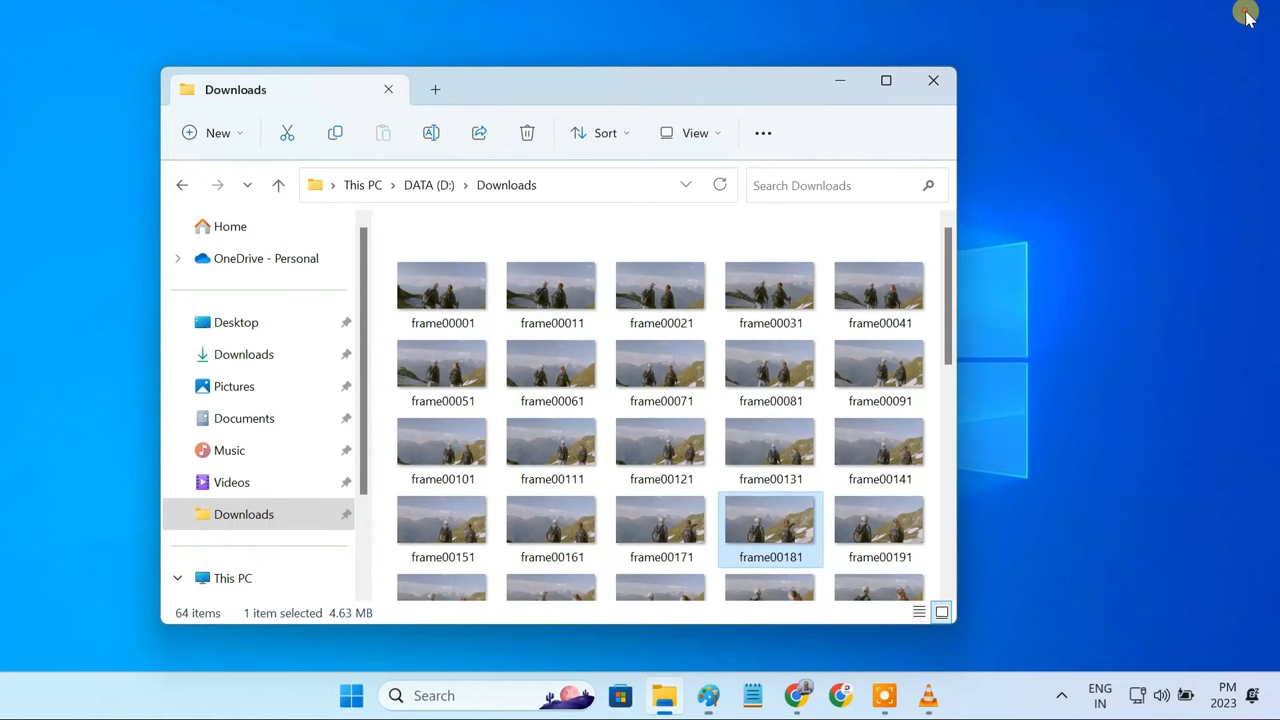 Downloads
New
Sort
View
This PC
DATA (D:)
Downloads
Search Downloads
Home
OneDrive - Personal
Desktop
Downloads
Pictures
Documents
Music
Videos
Downloads
This PC
frame00001 frame00011 frame00021 frame00031 frame00041
frame00051 frame00061 frame00071 frame00081 frame00091
frame00101 frame00111 frame00121 frame00131 frame00141
frame00151 frame00161 frame00171 frame00181 frame00191
64 items 1 item selected 4.63 MB
Search
ENG
IN
PM
2023